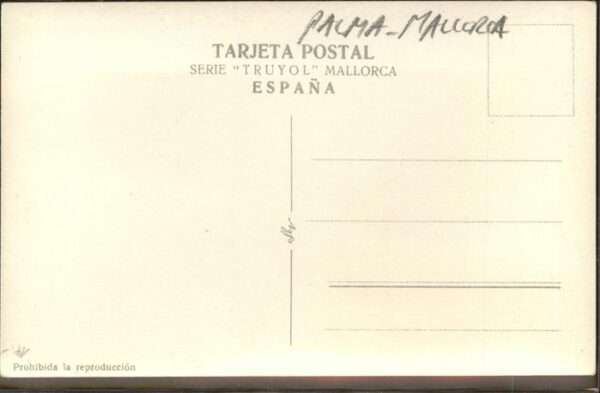 PALMA-MALLORCA
TARJETA POSTAL
SERIE "TRUYOL" MALLORCA
ESPAÑA
Prohibida la reproducción